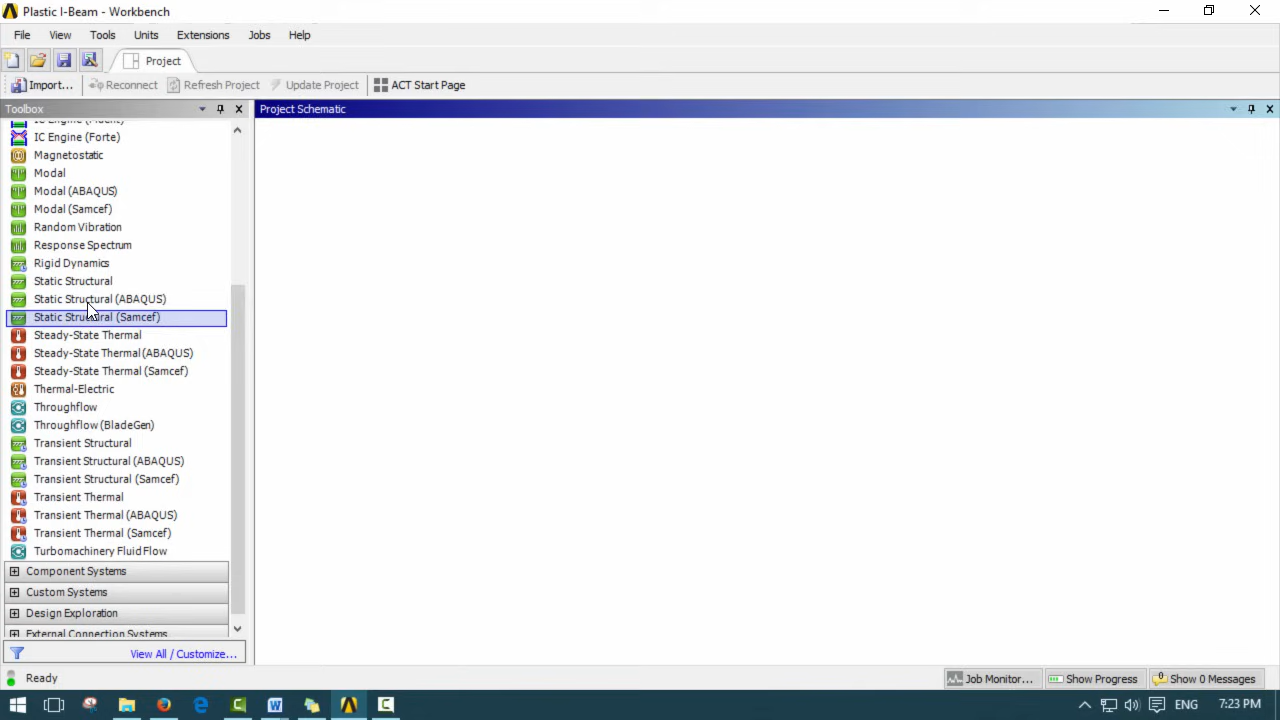 Plastic I-Beam - Workbench
File View Tools Units Extensions Jobs Help
Project
Import... Reconnect Refresh Project Update Project ACT Start Page
Toolbox
Project Schematic
IC Engine (Fluent)
IC Engine (Forte)
Magnetostatic
Modal
Modal (ABAQUS)
Modal (Samcef)
Random Vibration
Response Spectrum
Rigid Dynamics
Static Structural
Static Structural (ABAQUS)
Static Structural (Samcef)
Steady-State Thermal
Steady-State Thermal (ABAQUS)
Steady-State Thermal (Samcef)
Thermal-Electric
Throughflow
Throughflow (BladeGen)
Transient Structural
Transient Structural (ABAQUS)
Transient Structural (Samcef)
Transient Thermal
Transient Thermal (ABAQUS)
Transient Thermal (Samcef)
Turbomachinery Fluid Flow
Component Systems
Custom Systems
Design Exploration
External Connection Systems
View All / Customize...
Ready
Job Monitor... Show Progress Show 0 Messages
ENG 7:23 PM